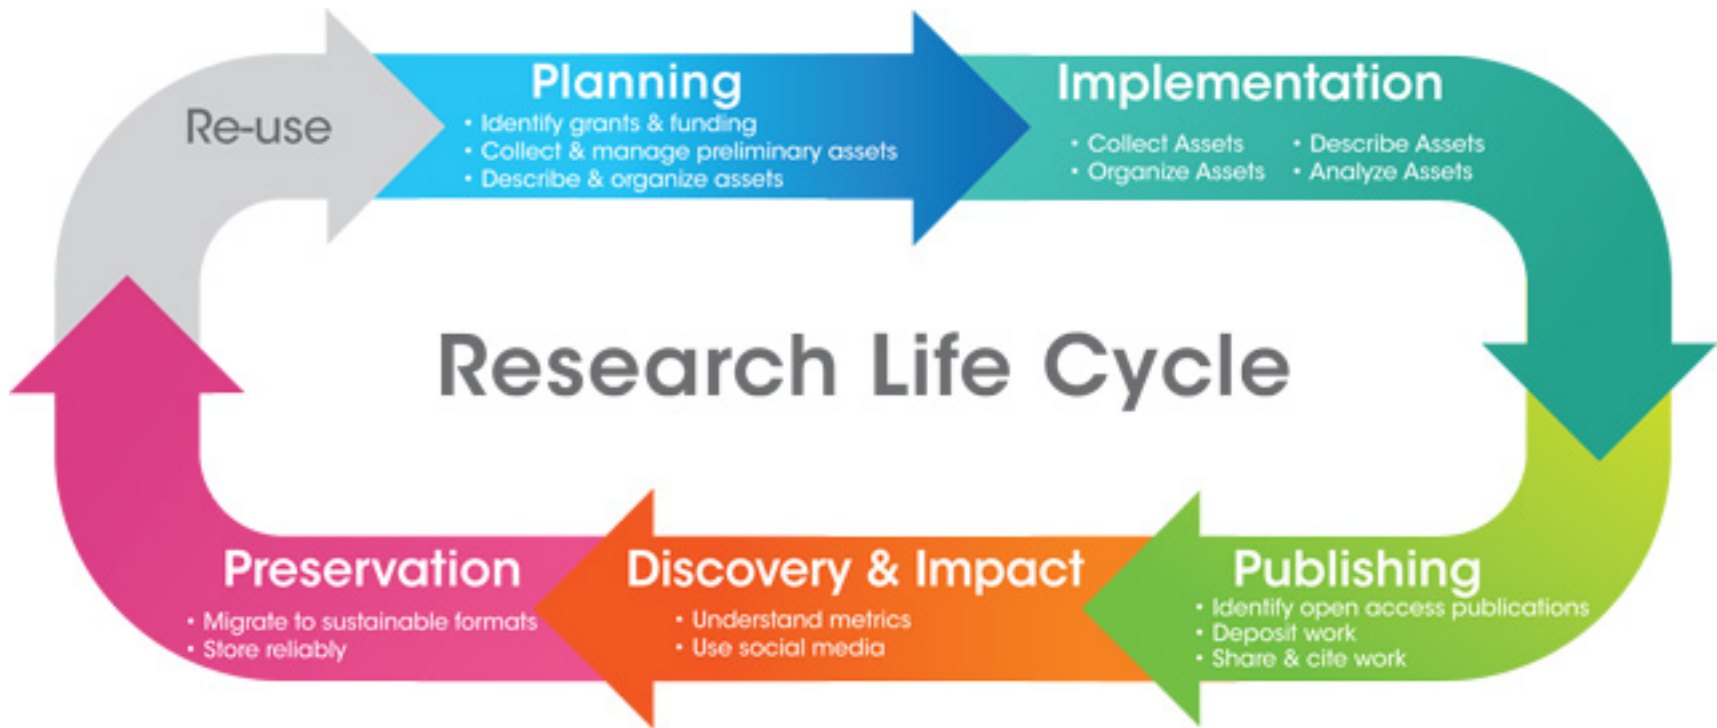 Re-use
Planning
• Identify grants & funding
• Collect & manage preliminary assets
• Describe & organize assets
Implementation
• Collect Assets • Describe Assets
• Organize Assets • Analyze Assets
Research Life Cycle
Preservation
• Migrate to sustainable formats
• Store reliably
Discovery & Impact
• Understand metrics
• Use social media
Publishing
• Identify open access publications
• Deposit work
• Share & cite work